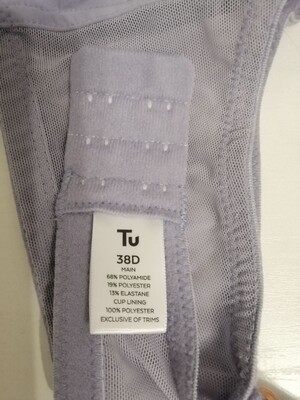 Tu
38D
MAIN
68% POLYAMIDE
19% POLYESTER
13% ELASTANE
CUP LINING
100% POLYESTER
EXCLUSIVE OF TRIMS